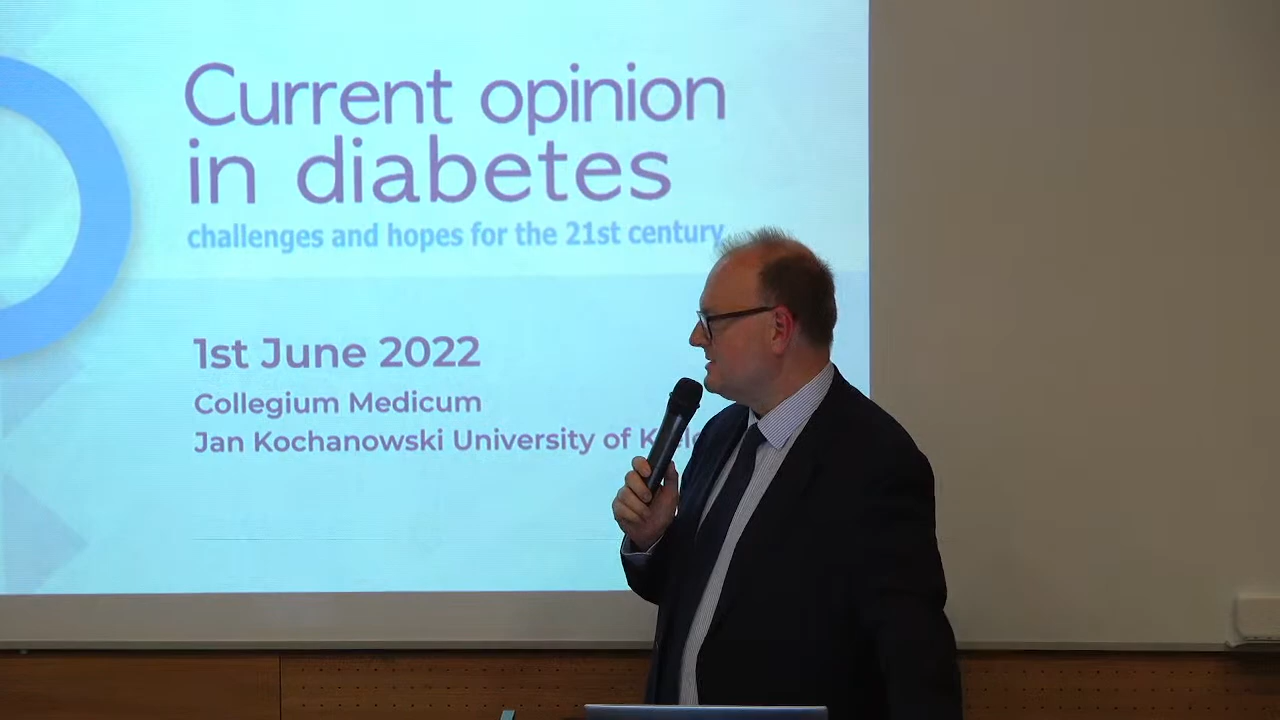 Current opinion
in diabetes
challenges and hopes for the 21st century
1st June 2022
Collegium Medicum
Jan Kochanowski University of